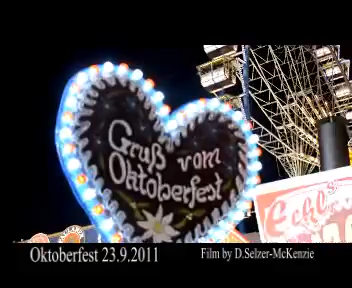 Gruß vom
Oktoberfest
Oktoberfest 23.9.2011
Film by D.Selzer-McKenzie